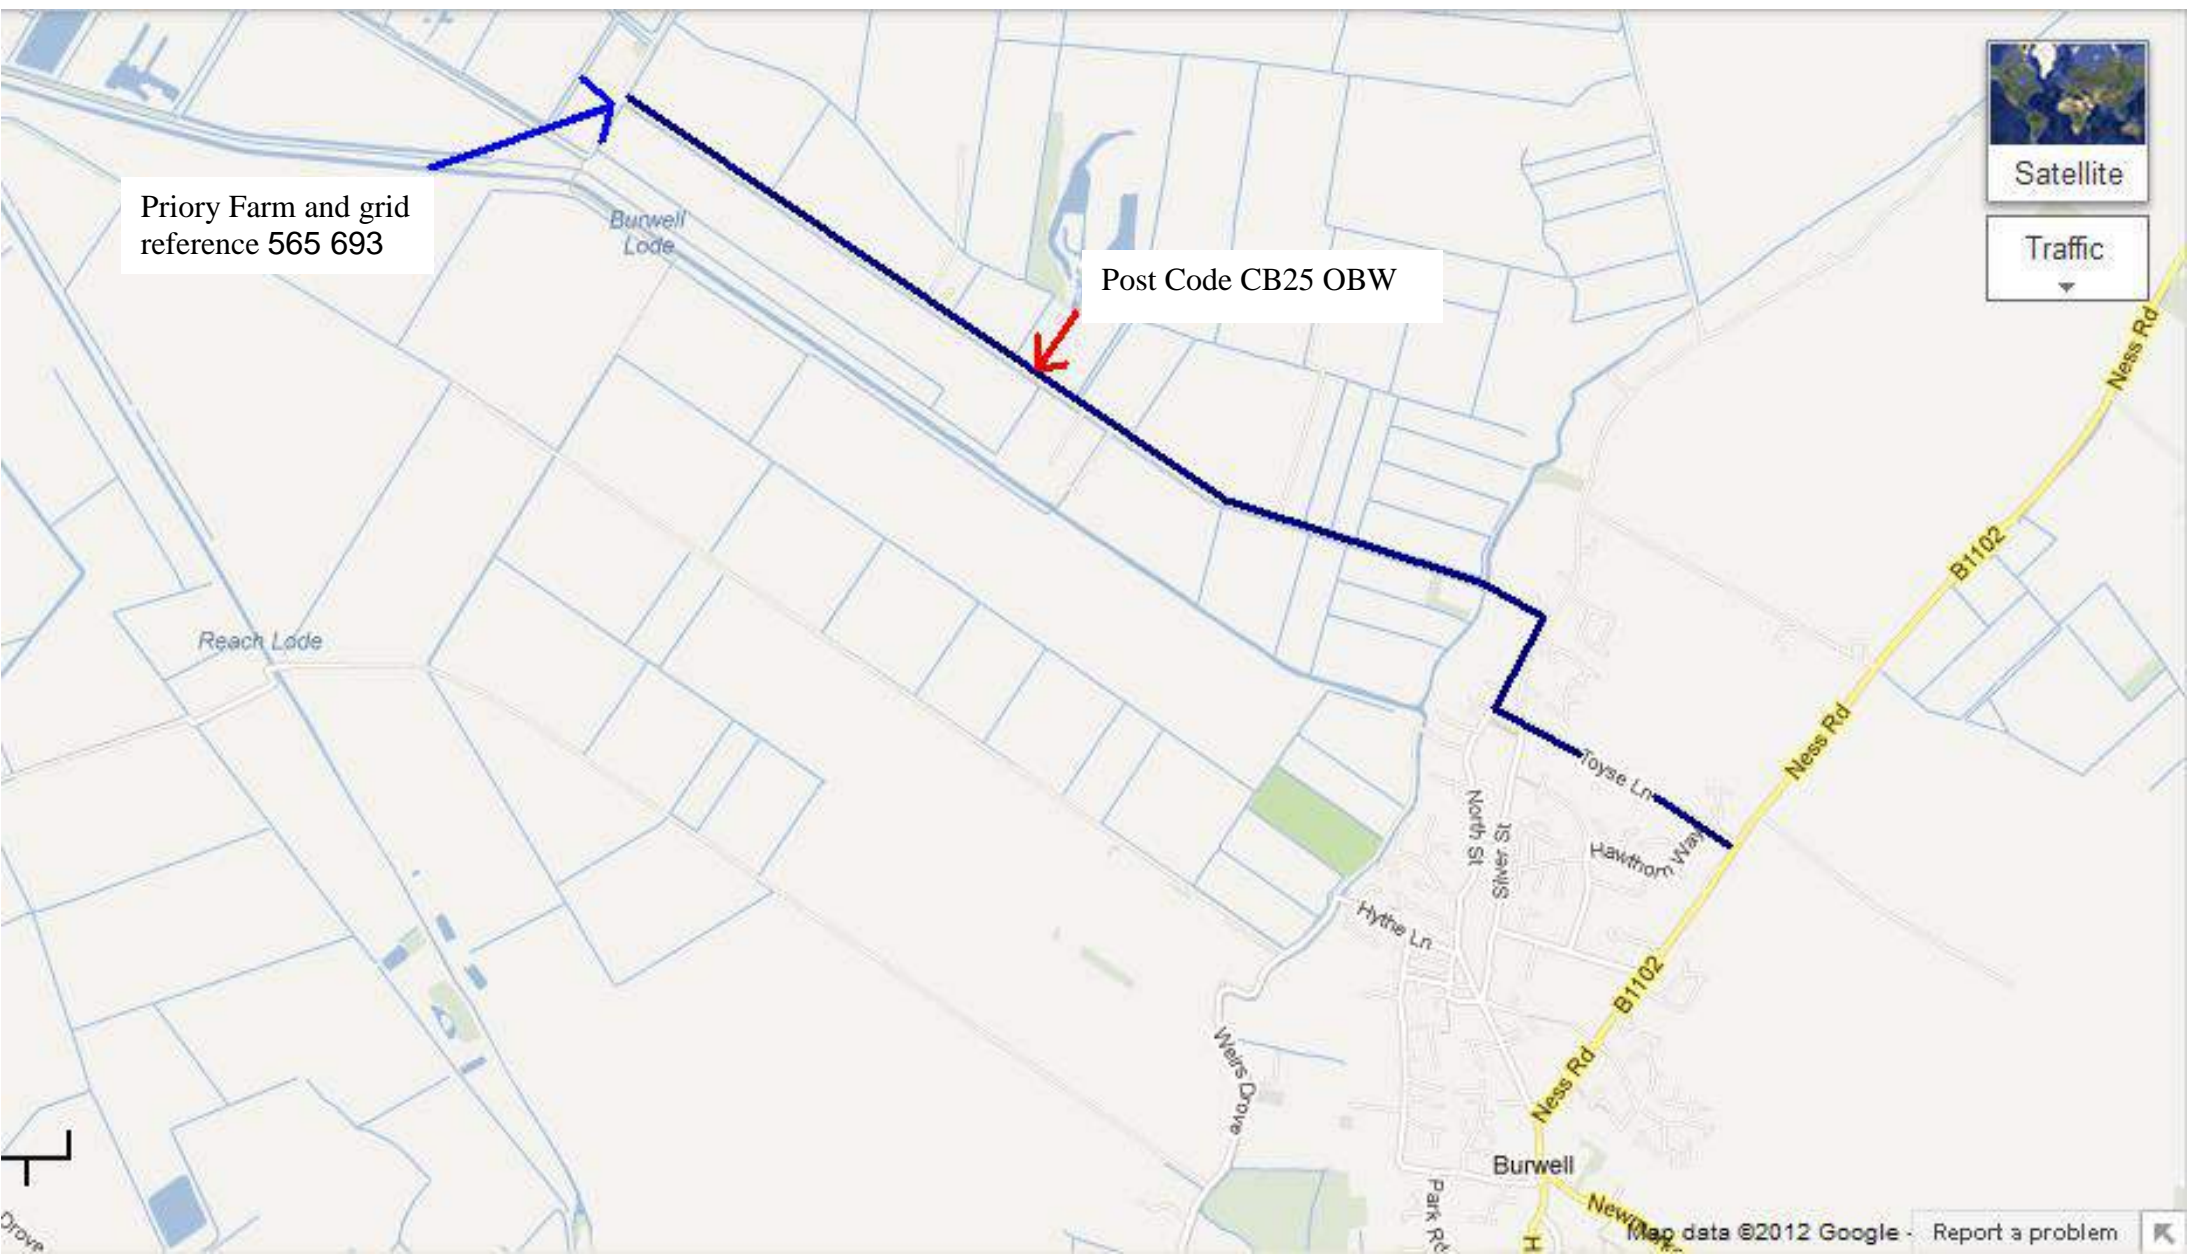 Satellite
Traffic
Priory Farm and grid
reference 565 693
Burwell
Lode
Post Code CB25 OBW
Ness Rd
B1102
Reach Lode
Ness Rd
Toyse Ln
North St
Silver St
Hawthorn Way
Hythe Ln
B1102
Weirs Drove
Ness Rd
Burwell
Park Rd
Drove
H
Map data ©2012 Google - Report a problem